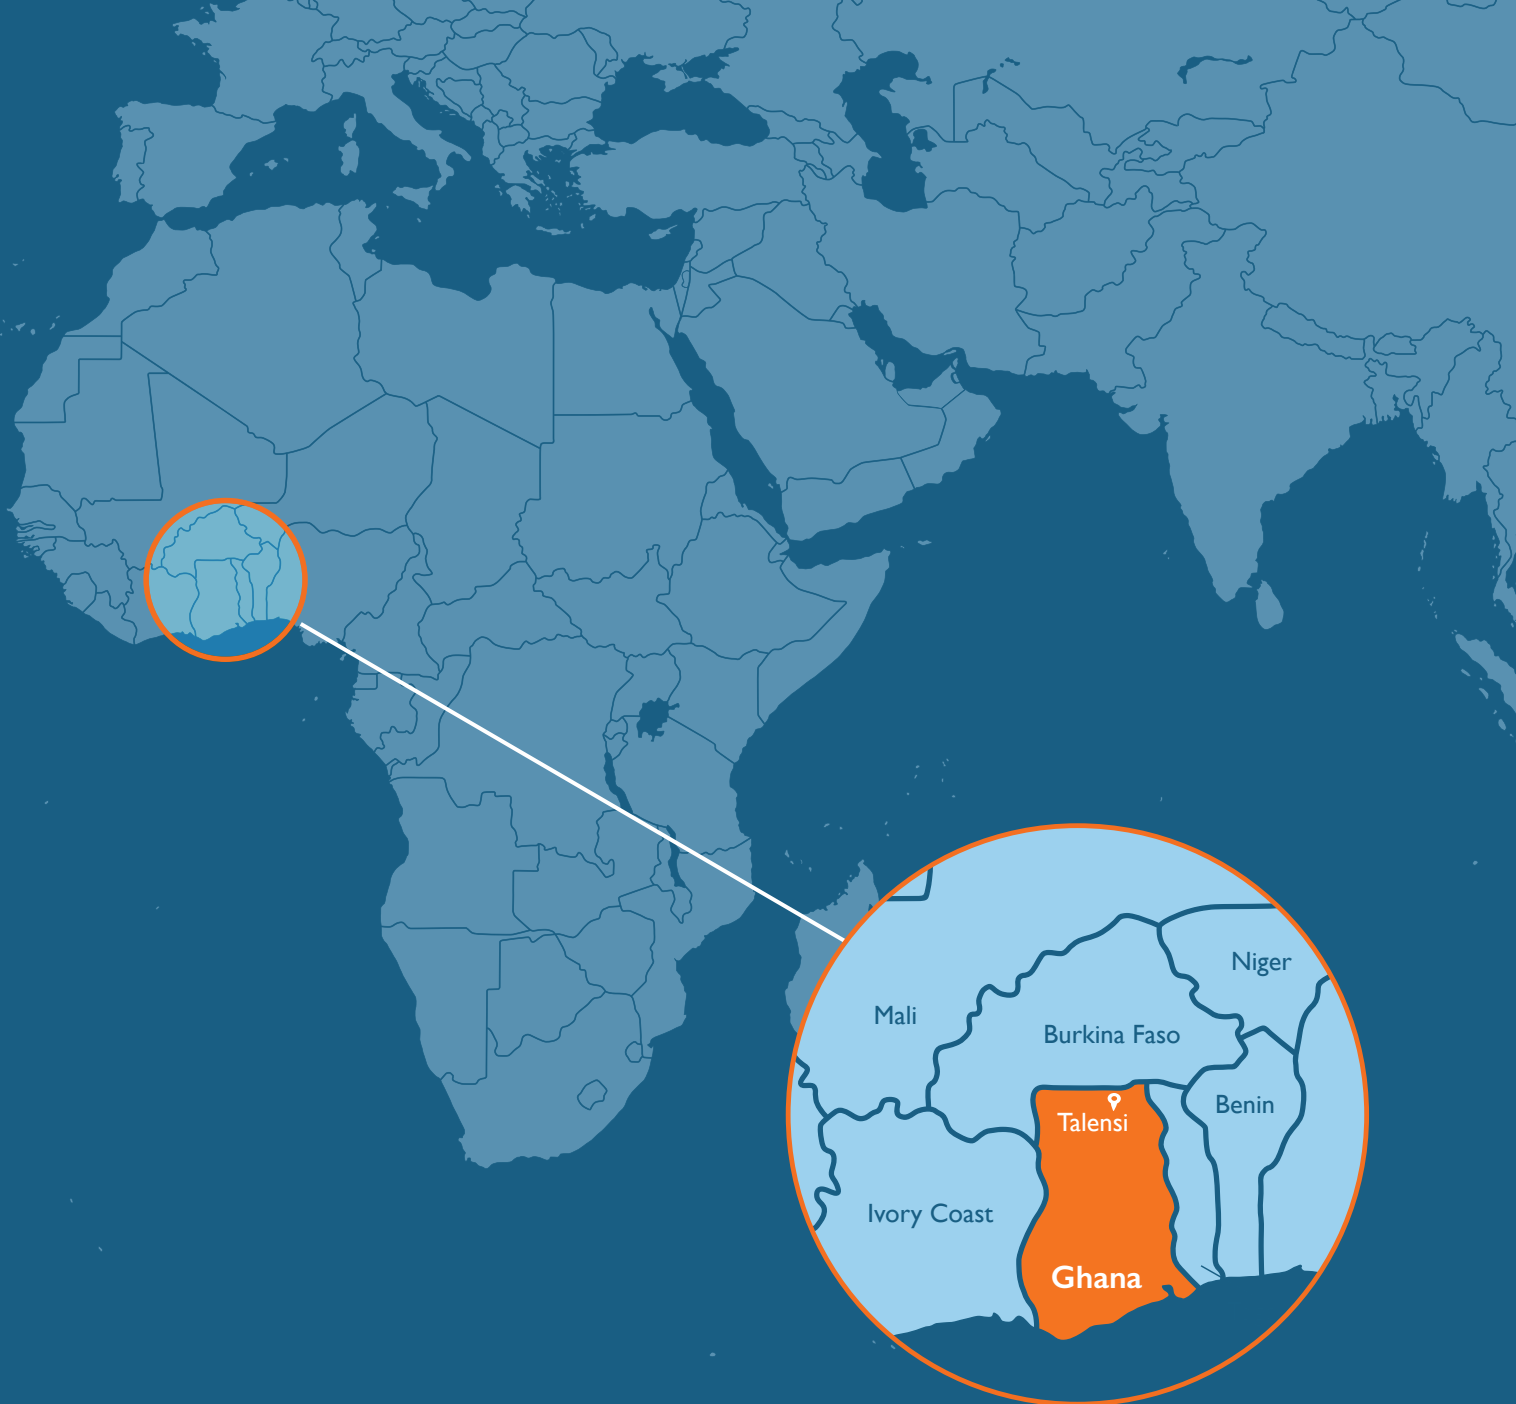 Niger
Mali
Burkina Faso
Benin
Talensi
Ivory Coast
Ghana